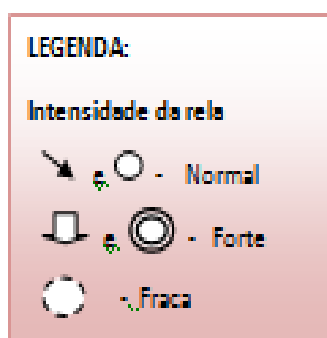 LEGENDA:
Intensidade da rela
e - Normal
e - Forte
- Fraca